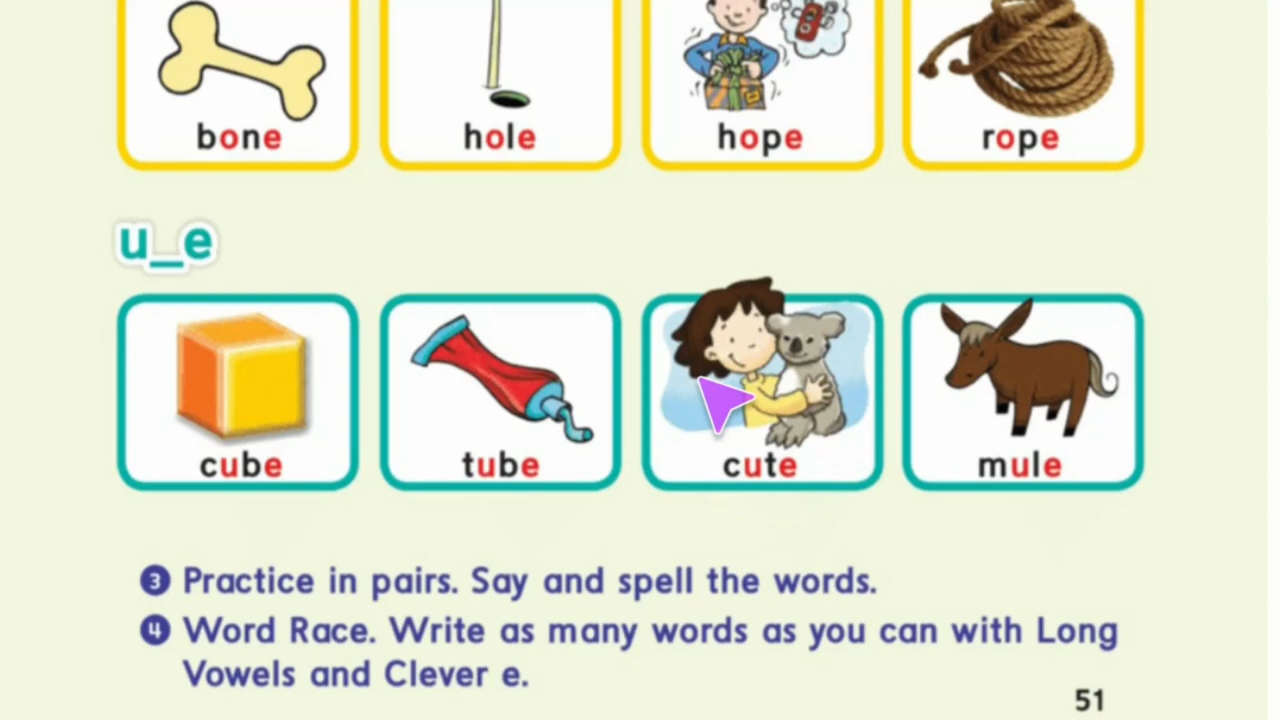 bone hole hope rope
u_e
cube tube cute mule
3 Practice in pairs. Say and spell the words.
4 Word Race. Write as many words as you can with Long
Vowels and Clever e.
51